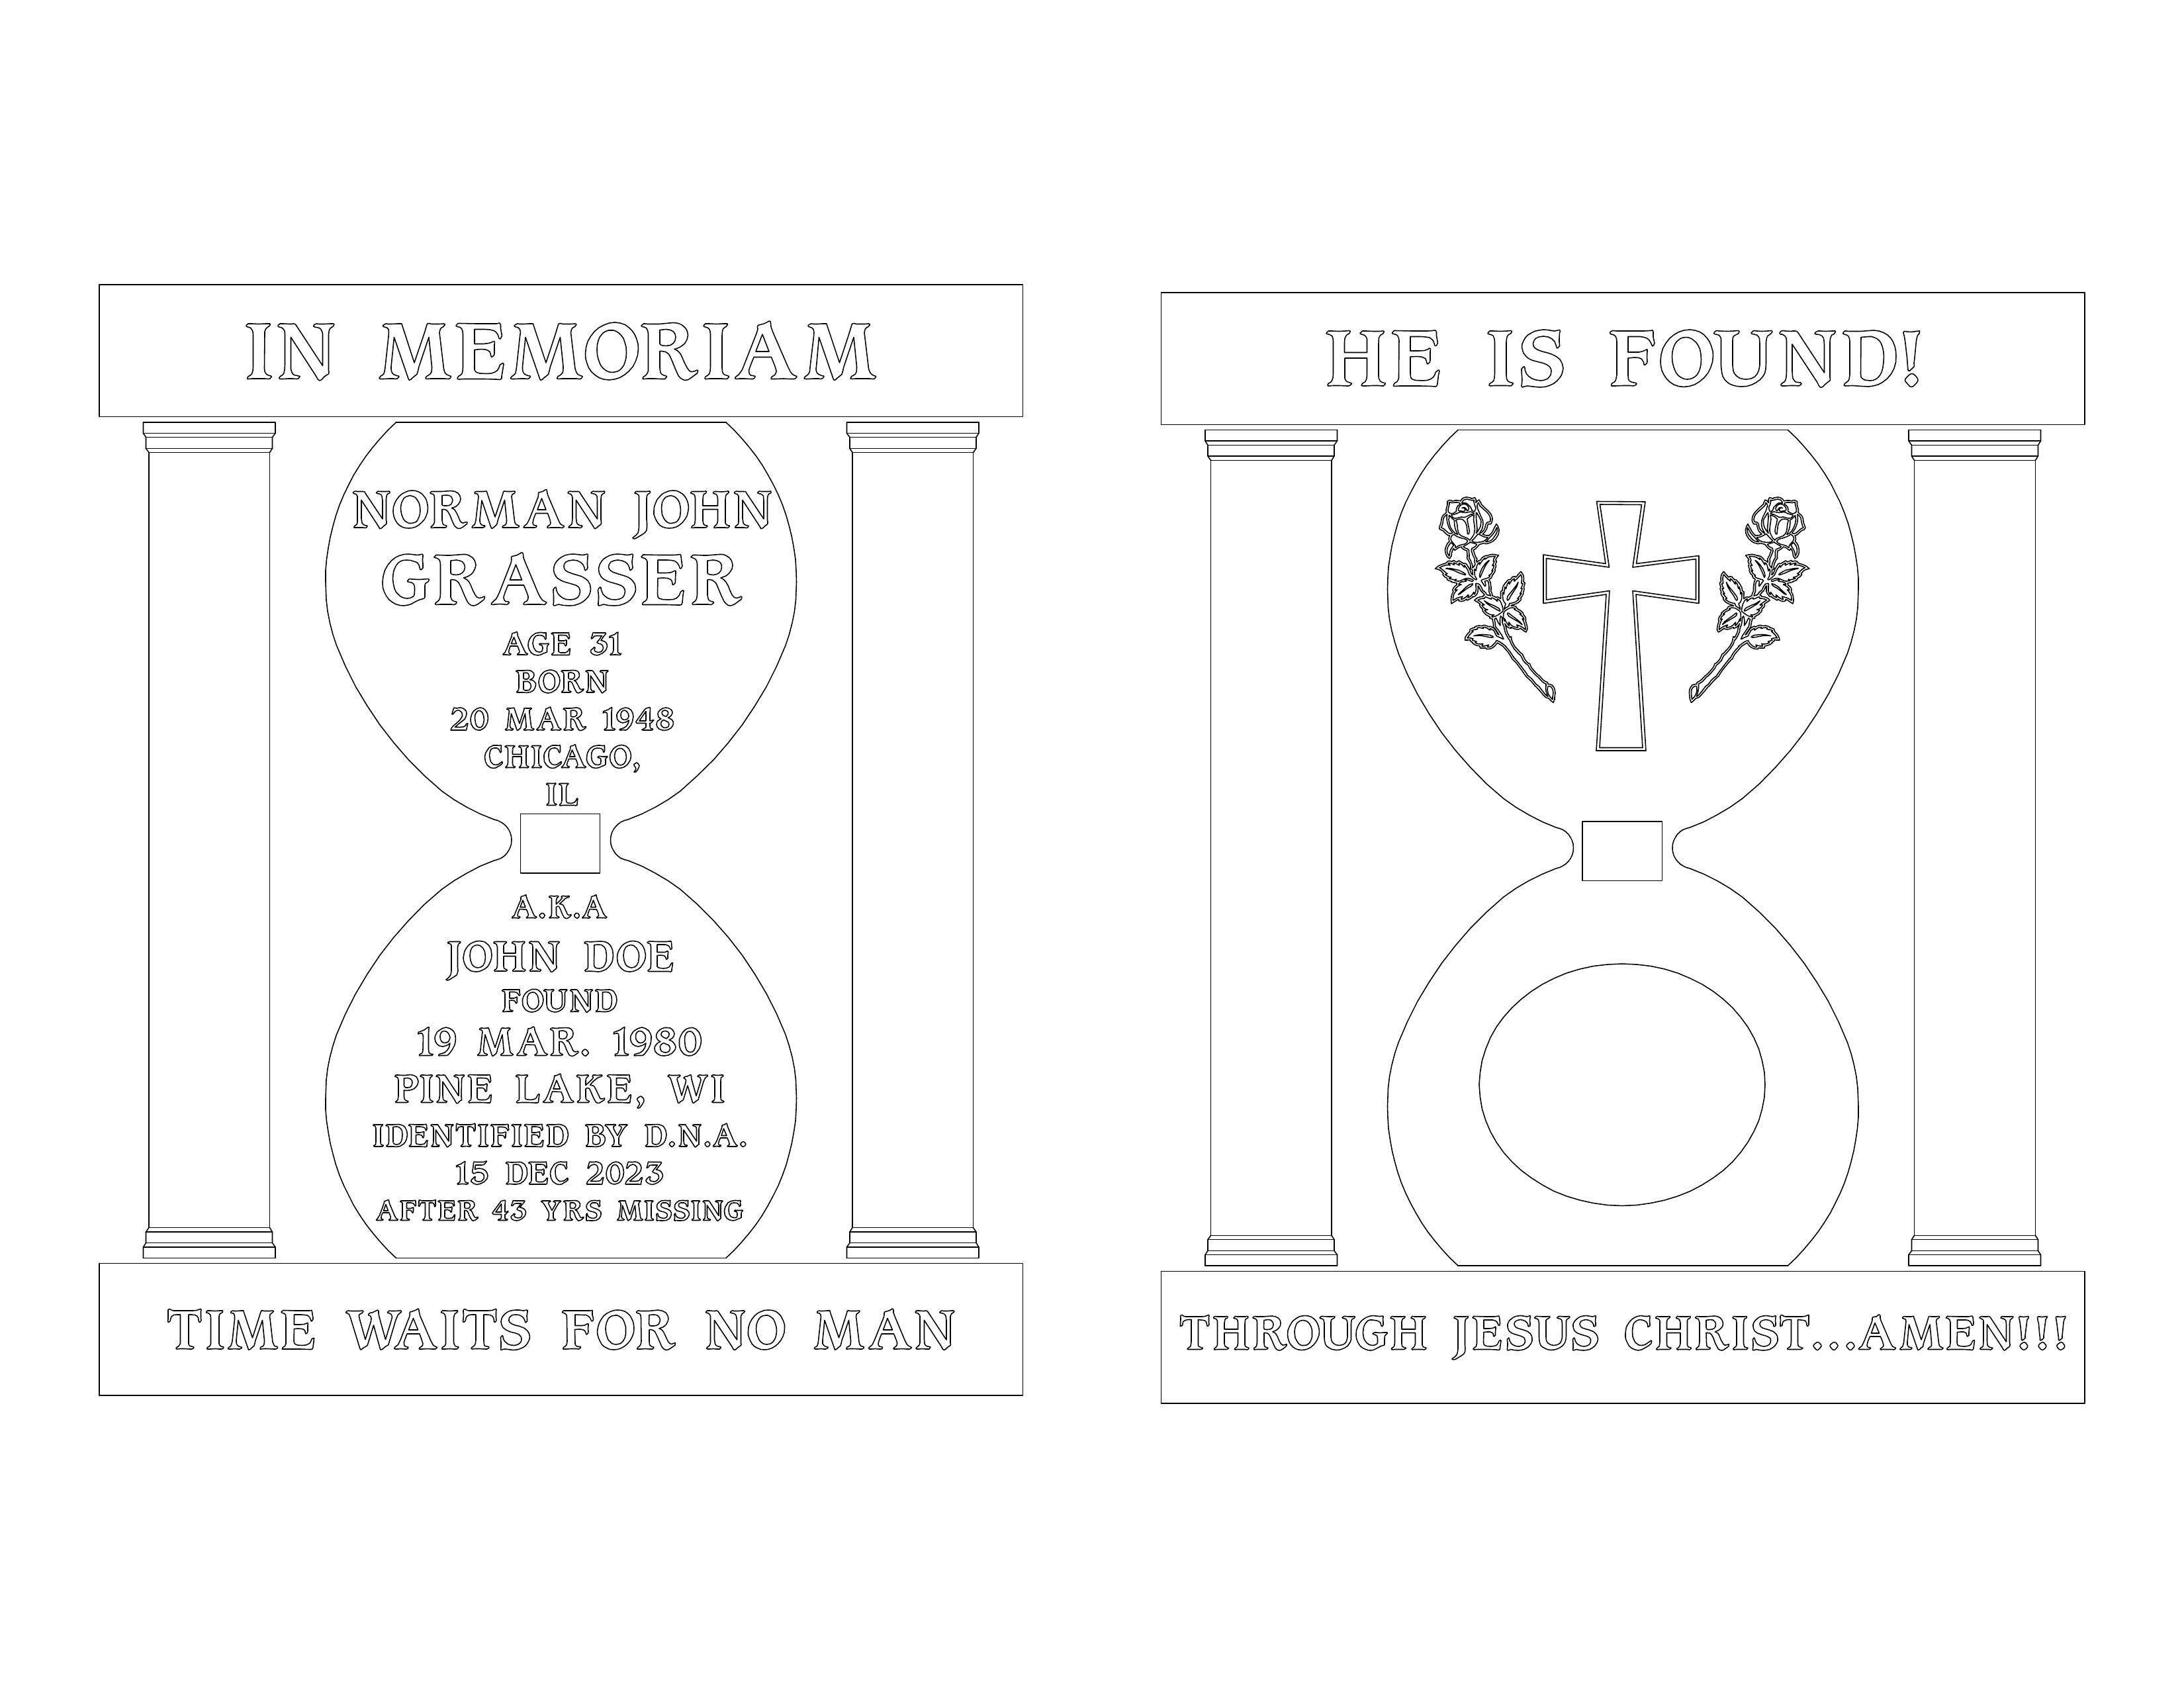 IN MEMORIAM
NORMAN JOHN
GRASSER
AGE 31
BORN
20 MAR 1948
CHICAGO,
IL
A.K.A
JOHN DOE
FOUND
19 MAR. 1980
PINE LAKE, WI
IDENTIFIED BY D.N.A.
15 DEC 2023
AFTER 43 YRS MISSING
TIME WAITS FOR NO MAN
HE IS FOUND!
THROUGH JESUS CHRIST...AMEN!!!